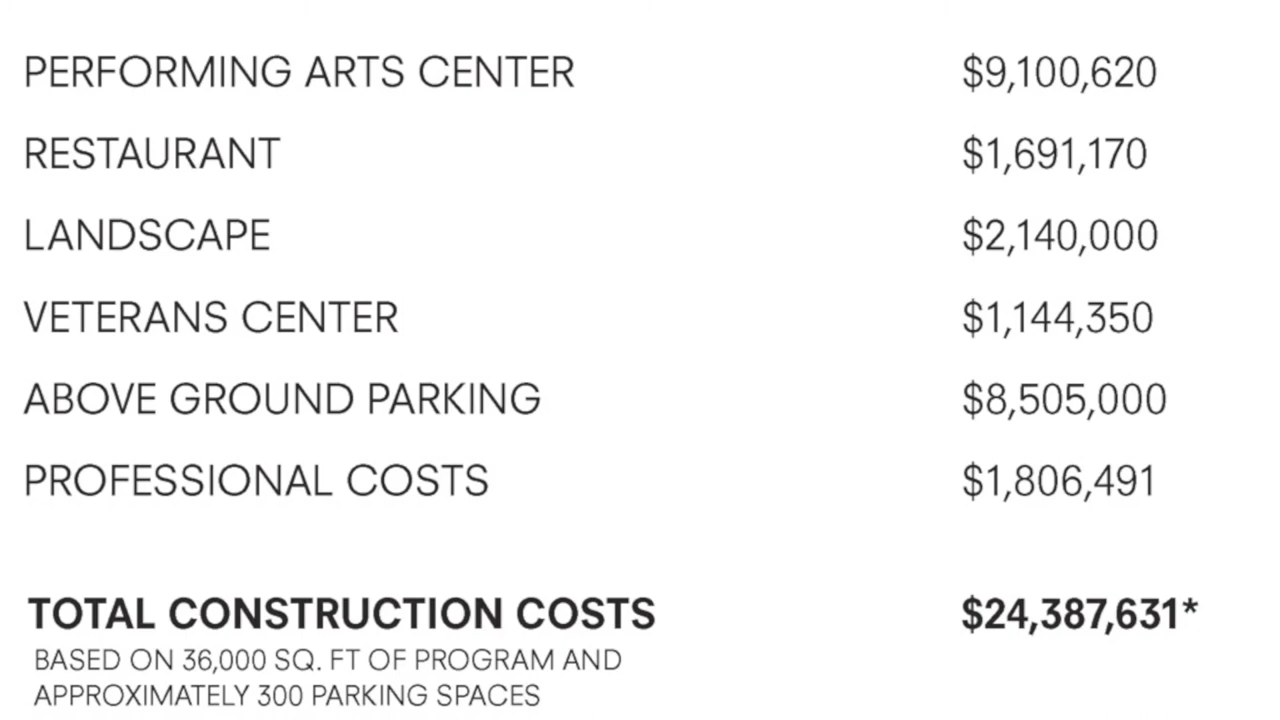 PERFORMING ARTS CENTER $9,100,620
RESTAURANT $1,691,170
LANDSCAPE $2,140,000
VETERANS CENTER $1,144,350
ABOVE GROUND PARKING $8,505,000
PROFESSIONAL COSTS $1,806,491
TOTAL CONSTRUCTION COSTS $24,387,631*
BASED ON 36,000 SQ. FT OF PROGRAM AND
APPROXIMATELY 300 PARKING SPACES